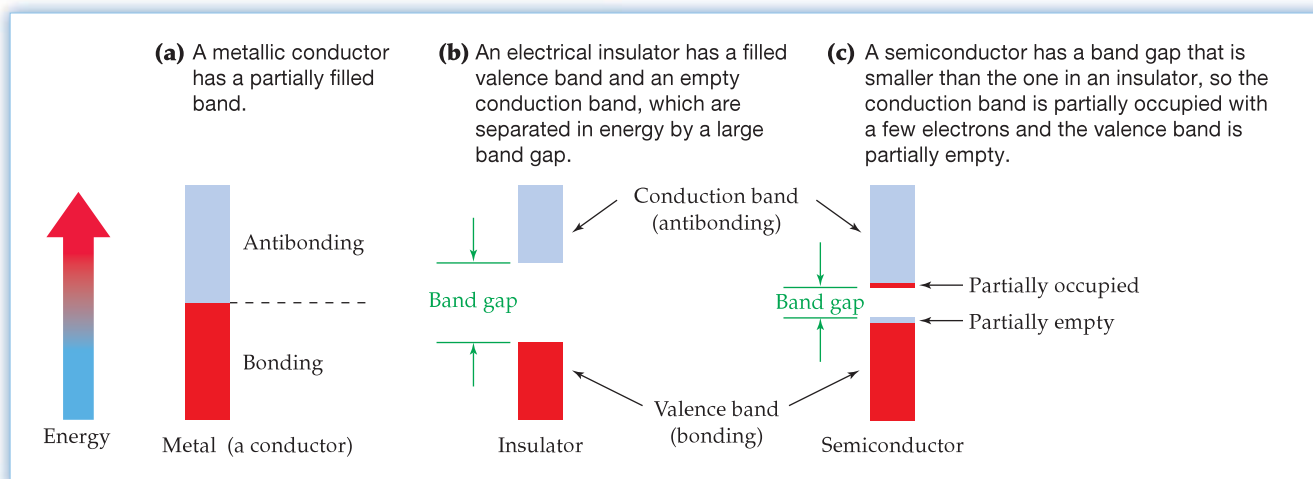 (a) A metallic conductor
has a partially filled
band.
(b) An electrical insulator has a filled
valence band and an empty
conduction band, which are
separated in energy by a large
band gap.
(c) A semiconductor has a band gap that is
smaller than the one in an insulator, so the
conduction band is partially occupied with
a few electrons and the valence band is
partially empty.
Energy
Antibonding
Bonding
Metal (a conductor)
Band gap
Insulator
Conduction band
(antibonding)
Valence band
(bonding)
Band gap
Partially occupied
Partially empty
Semiconductor